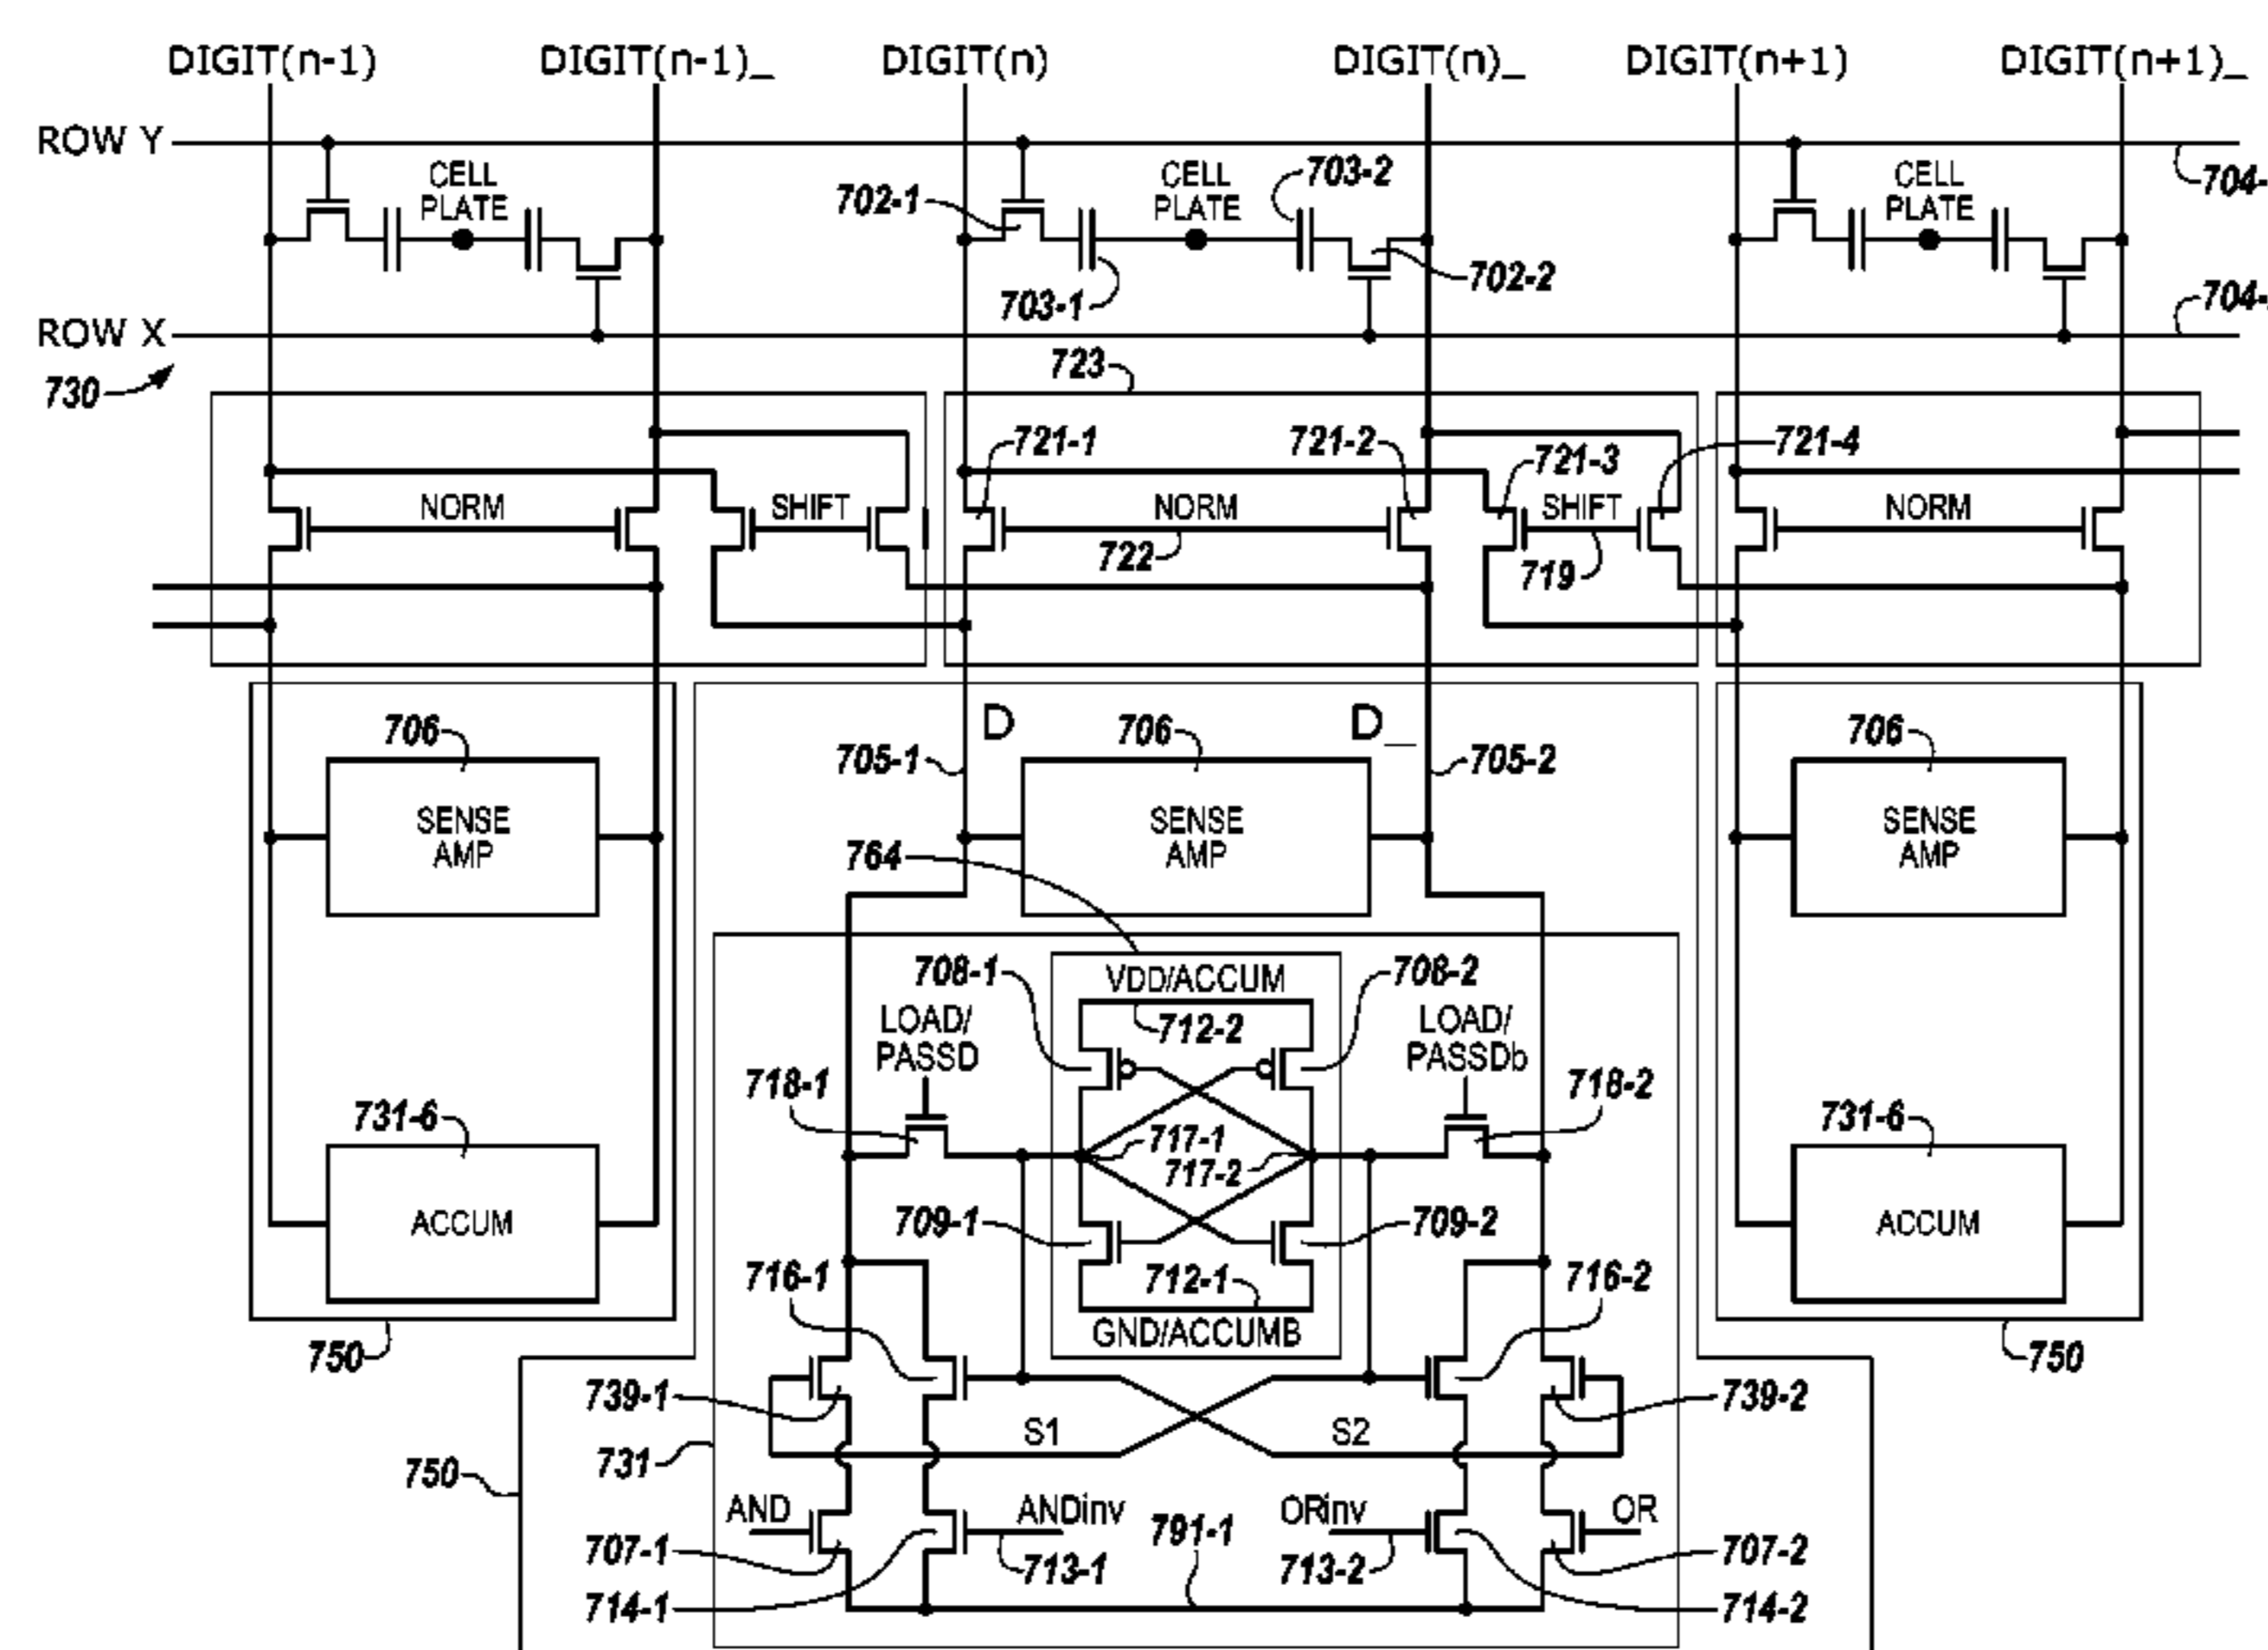 DIGIT(n-1) DIGIT(n-1)_ DIGIT(n) DIGIT(n)_ DIGIT(n+1) DIGIT(n+1)_
ROW Y
CELL PLATE
702-1
CELL PLATE
703-2
CELL PLATE
704-
703-1
702-2
704-
ROW X
730
723
721-1
721-2
721-3
721-4
NORM
SHIFT
NORM
722
SHIFT
719
NORM
D
D_
706
705-1
706
705-2
706
SENSE AMP
SENSE AMP
SENSE AMP
764
708-1
VDD/ACCUM
708-2
712-2
LOAD/ PASSD
LOAD/ PASSDb
718-1
718-2
731-6
717-1
717-2
731-6
ACCUM
709-1
709-2
ACCUM
716-1
712-1
716-2
GND/ACCUMB
750
750
739-1
739-2
S1
S2
731
750
AND
ANDinv
ORinv
OR
791-1
707-1
713-1
713-2
707-2
714-1
714-2